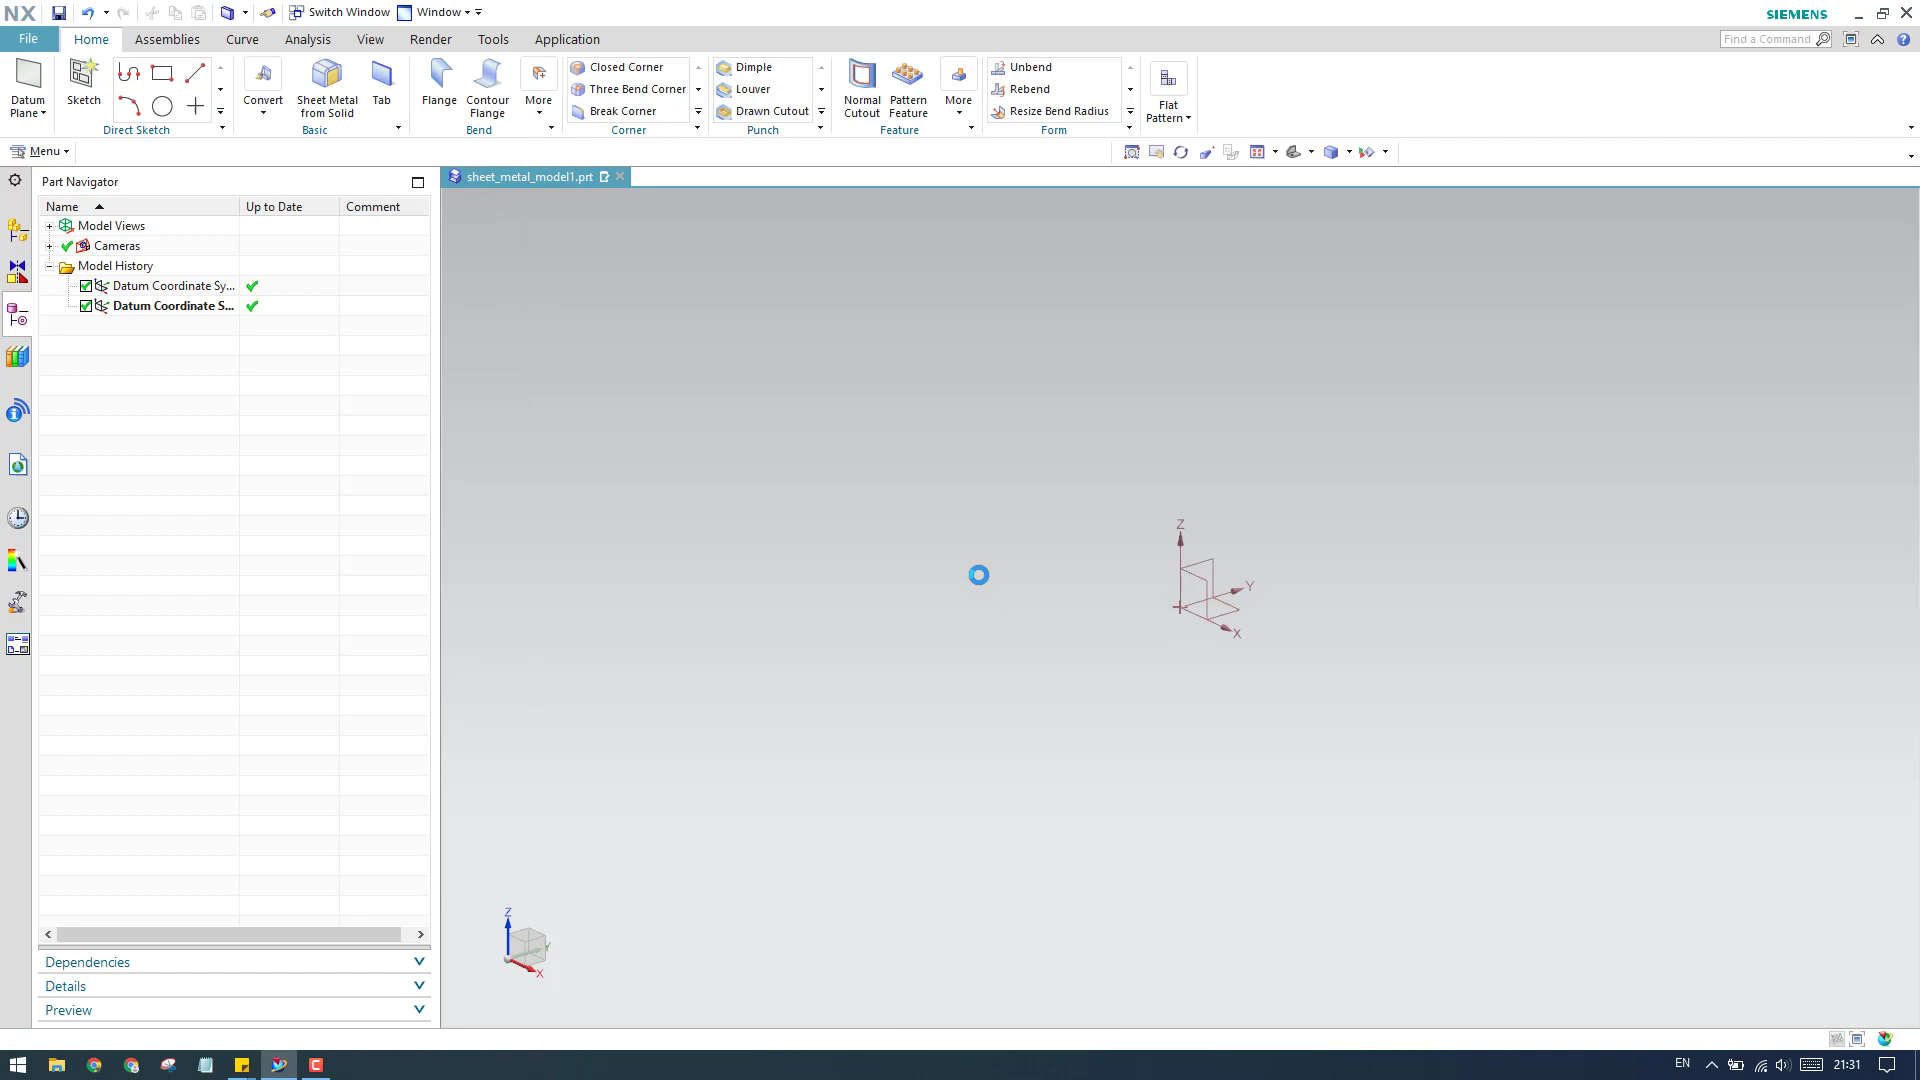 NX Switch Window Window SIEMENS
File Home Assemblies Curve Analysis View Render Tools Application Find a Command
Datum Plane
Sketch
Direct Sketch
Convert
Sheet Metal from Solid
Tab
Basic
Flange
Contour Flange
More
Bend
Closed Corner
Three Bend Corner
Break Corner
Corner
Dimple
Louver
Drawn Cutout
Punch
Normal Cutout
Pattern Feature
More
Feature
Unbend
Rebend
Resize Bend Radius
Form
Flat Pattern
Menu
Part Navigator
sheet_metal_model1.prt
Name Up to Date Comment
Model Views
Cameras
Model History
Datum Coordinate Sy...
Datum Coordinate S...
Z
Y
X
Z
Y
X
Dependencies
Details
Preview
EN 21:31